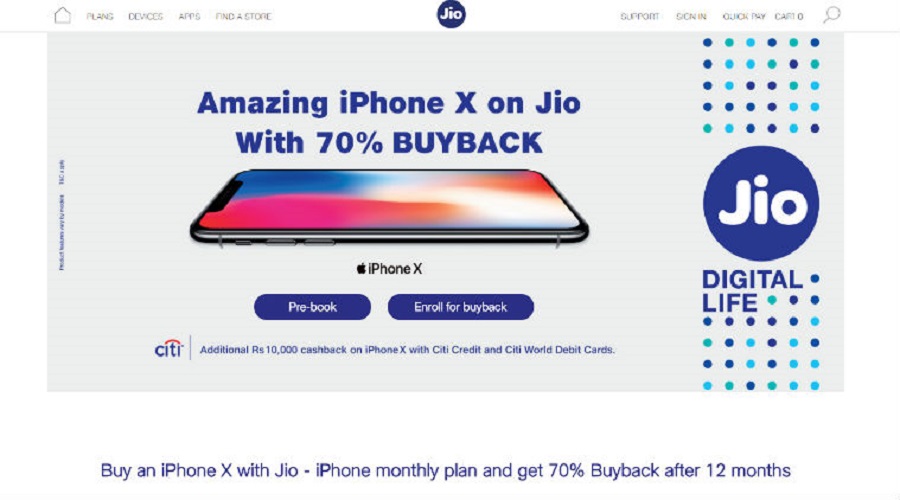 PLANS DEVICES APPS FIND A STORE Jio SUPPORT SIGN IN QUICK PAY CART 0
Amazing iPhone X on Jio
With 70% BUYBACK
Jio
DIGITAL
LIFE
iPhone X
Pre-book Enroll for buyback
citi Additional Rs 10,000 cashback on iPhone X with Citi Credit and Citi World Debit Cards.
Product features vary by models T&C apply
Buy an iPhone X with Jio - iPhone monthly plan and get 70% Buyback after 12 months